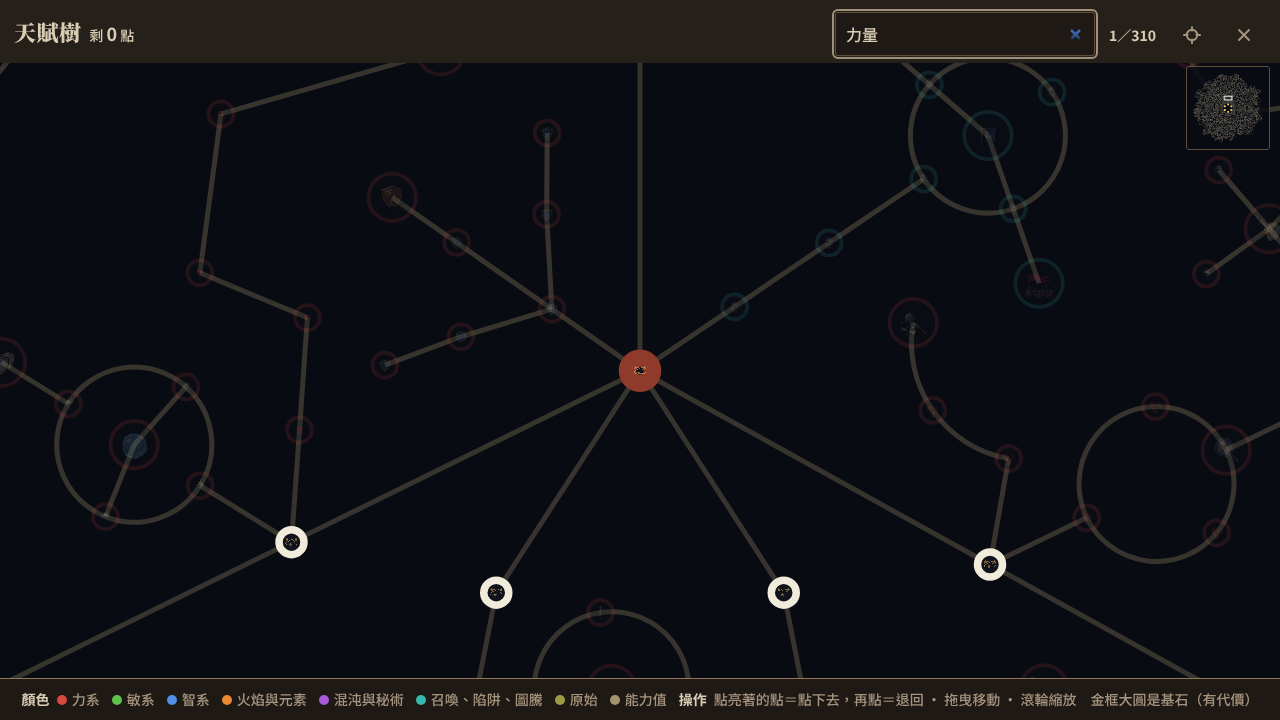 天賦樹 剩0點
力量
1／310
顏色 力系 敏系 智系 火焰與元素 混沌與秘術 召喚、陷阱、圖騰 原始 能力值 操作 點亮著的點＝點下去，再點＝退回 · 拖曳移動 · 滾輪縮放 金框大圓是基石（有代價）